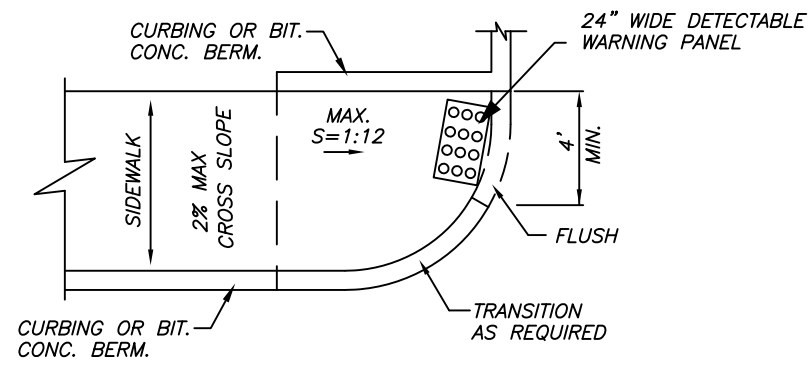 24" WIDE DETECTABLE
WARNING PANEL
CURBING OR BIT.
CONC. BERM.
MAX.
S=1:12
4'
MIN.
SIDEWALK
2% MAX
CROSS SLOPE
FLUSH
TRANSITION
AS REQUIRED
CURBING OR BIT.
CONC. BERM.